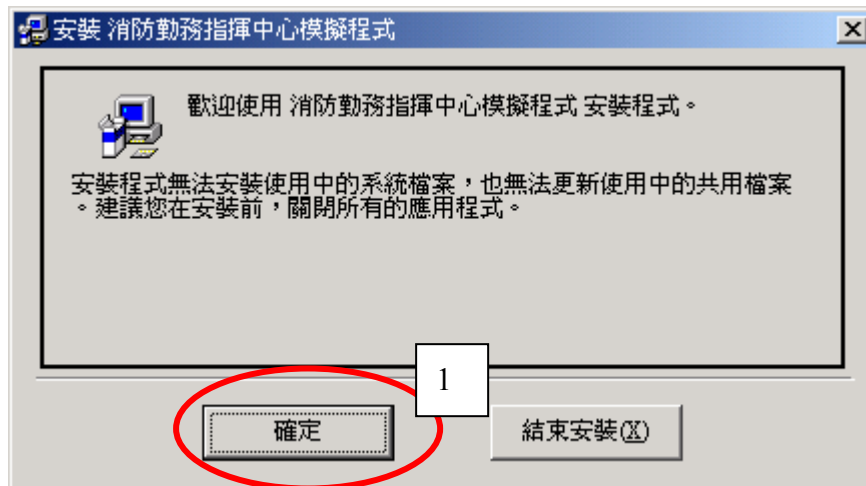 安裝 消防勤務指揮中心模擬程式
歡迎使用 消防勤務指揮中心模擬程式 安裝程式。
安裝程式無法安裝使用中的系統檔案，也無法更新使用中的共用檔案
。建議您在安裝前，關閉所有的應用程式。
1
確定
結束安裝(X)